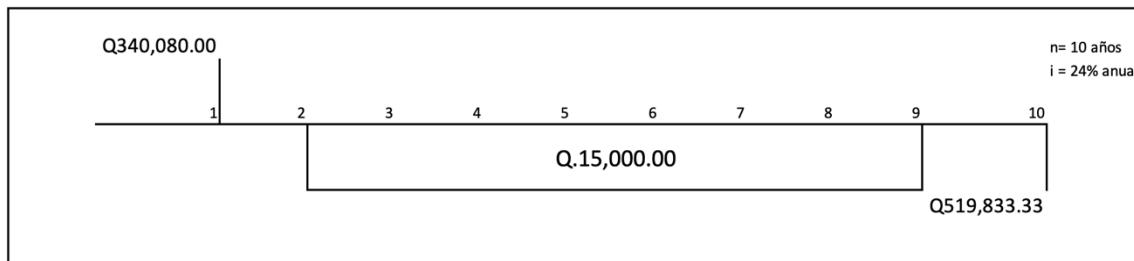 Q340,080.00
n= 10 años
i = 24% anua
1 2 3 4 5 6 7 8 9 10
Q.15,000.00
Q519,833.33